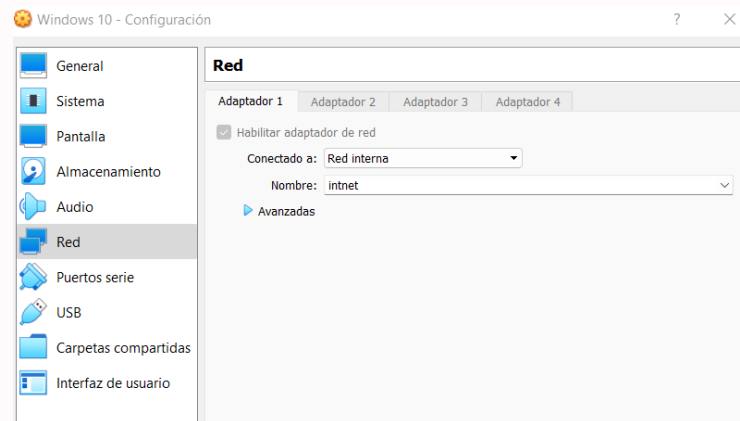 Windows 10 - Configuración
?
General
Sistema
Pantalla
Almacenamiento
Audio
Red
Puertos serie
USB
Carpetas compartidas
Interfaz de usuario
Red
Adaptador 1 Adaptador 2 Adaptador 3 Adaptador 4
Habilitar adaptador de red
Conectado a: Red interna
Nombre: intnet
Avanzadas